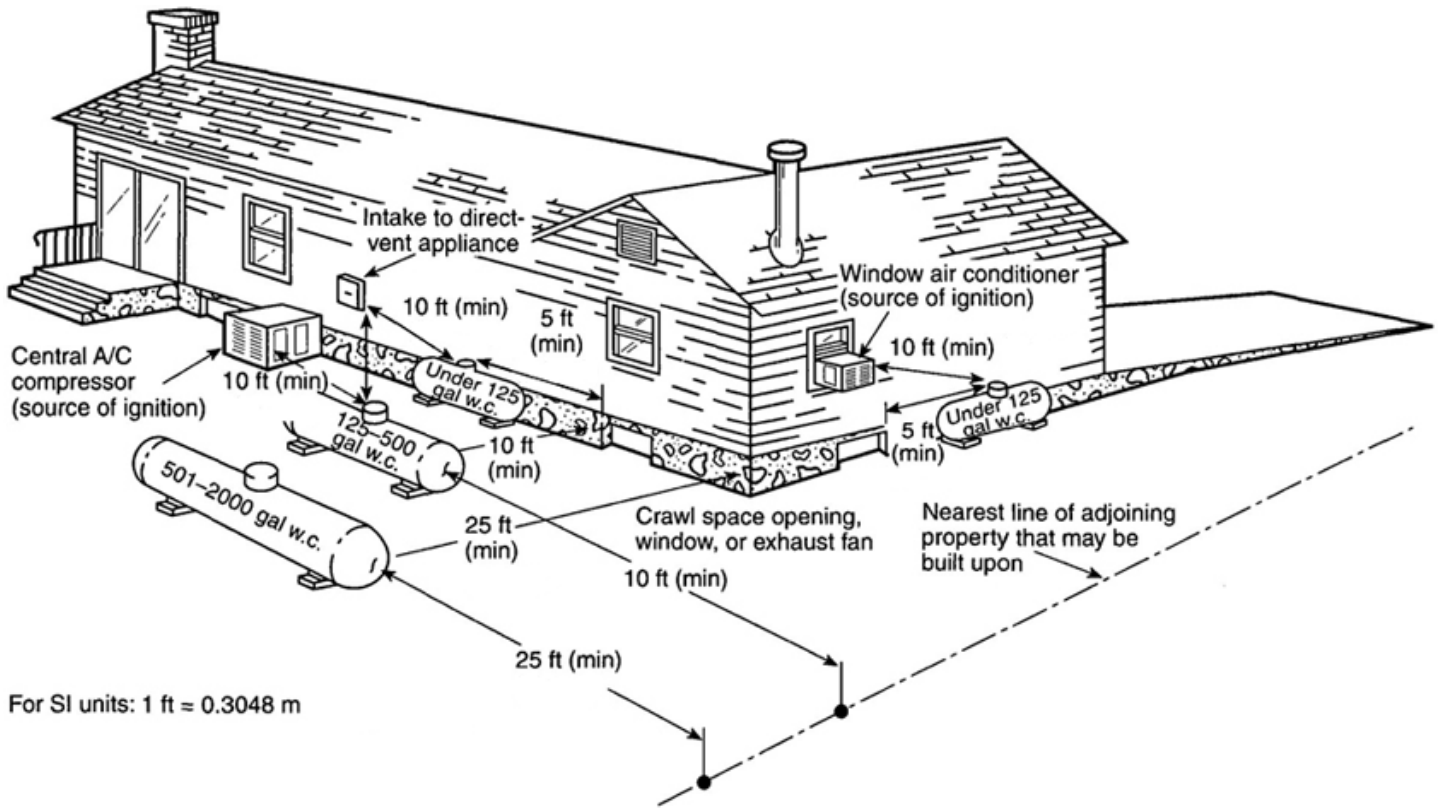 Intake to direct-
vent appliance
Window air conditioner
(source of ignition)
10 ft (min)
5 ft
(min)
10 ft (min)
Central A/C
compressor
(source of ignition)
10 ft (min)
Under 125
gal w.c.
Under 125
gal w.c.
125–500
gal w.c.
10 ft
(min)
5 ft
(min)
501–2000 gal w.c.
25 ft
(min)
Crawl space opening,
window, or exhaust fan
Nearest line of adjoining
property that may be
built upon
10 ft (min)
25 ft (min)
For SI units: 1 ft = 0.3048 m